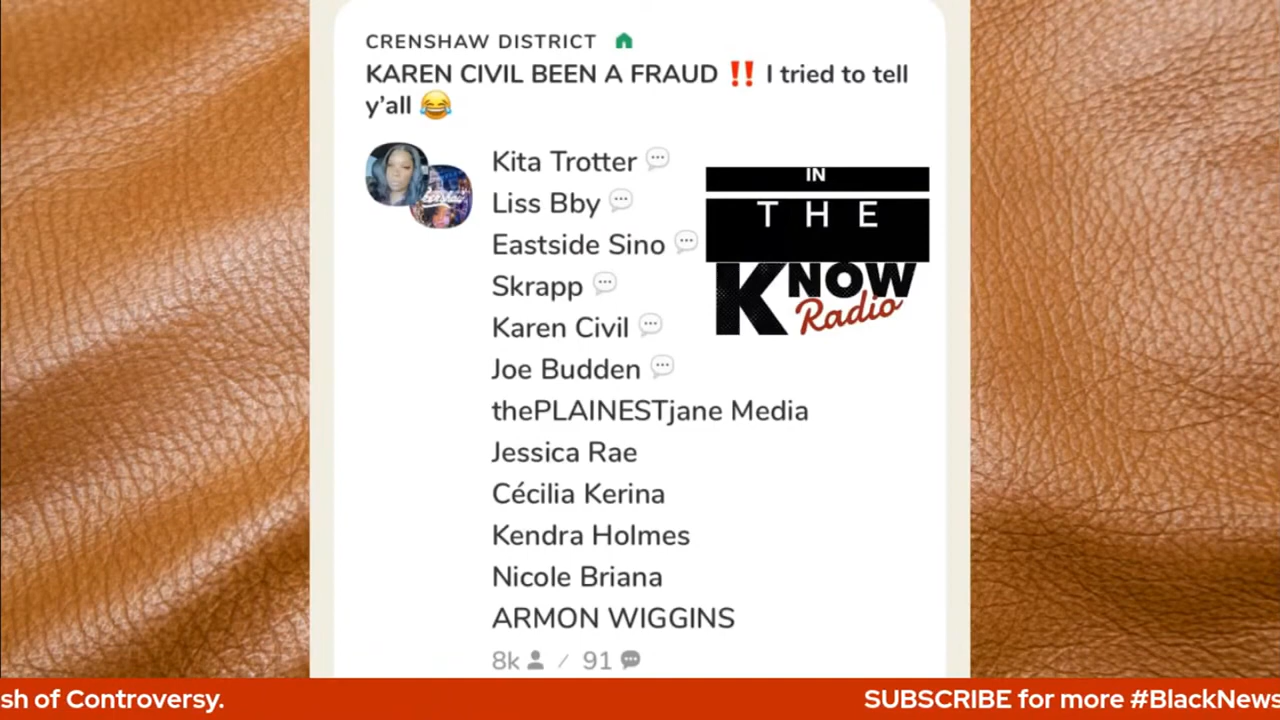 CRENSHAW DISTRICT
KAREN CIVIL BEEN A FRAUD ‼️ I tried to tell
y’all 😂
Kita Trotter
Liss Bby
Eastside Sino
Skrapp
Karen Civil
Joe Budden
thePLAINESTjane Media
Jessica Rae
Cécilia Kerina
Kendra Holmes
Nicole Briana
ARMON WIGGINS
8k / 91
IN
THE
KNOW
Radio
sh of Controversy.
SUBSCRIBE for more #BlackNews